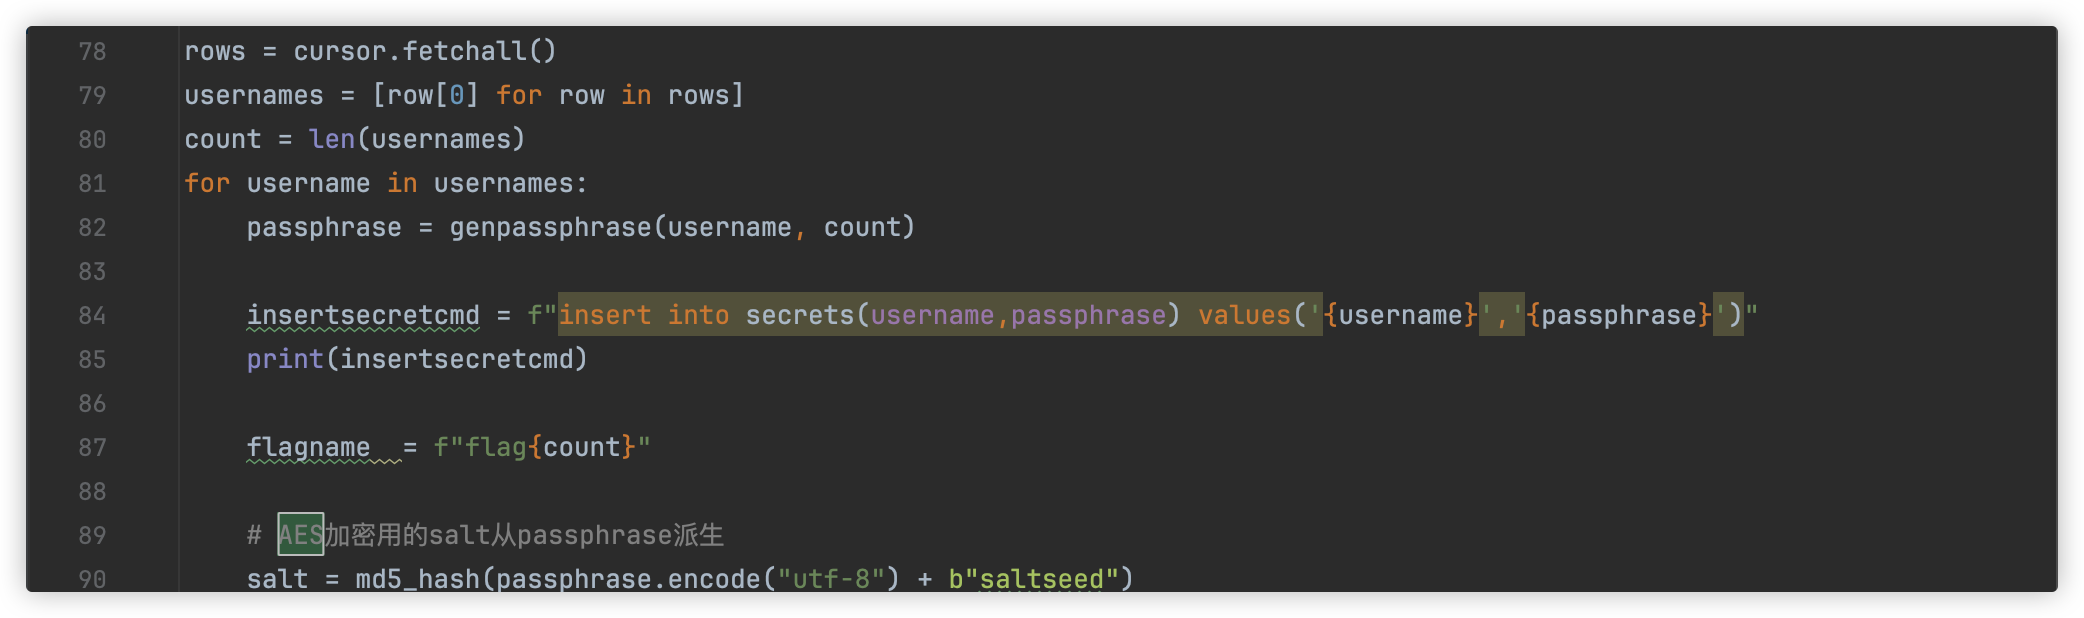 78 rows = cursor.fetchall()
79 usernames = [row[0] for row in rows]
80 count = len(usernames)
81 for username in usernames:
82 passphrase = genpassphrase(username, count)
83
84 insertsecretcmd = f"insert into secrets(username,passphrase) values('{username}','{passphrase}')"
85 print(insertsecretcmd)
86
87 flagname  = f"flag{count}"
88
89 # AES加密用的salt从passphrase派生
90 salt = md5_hash(passphrase.encode("utf-8") + b"saltseed")